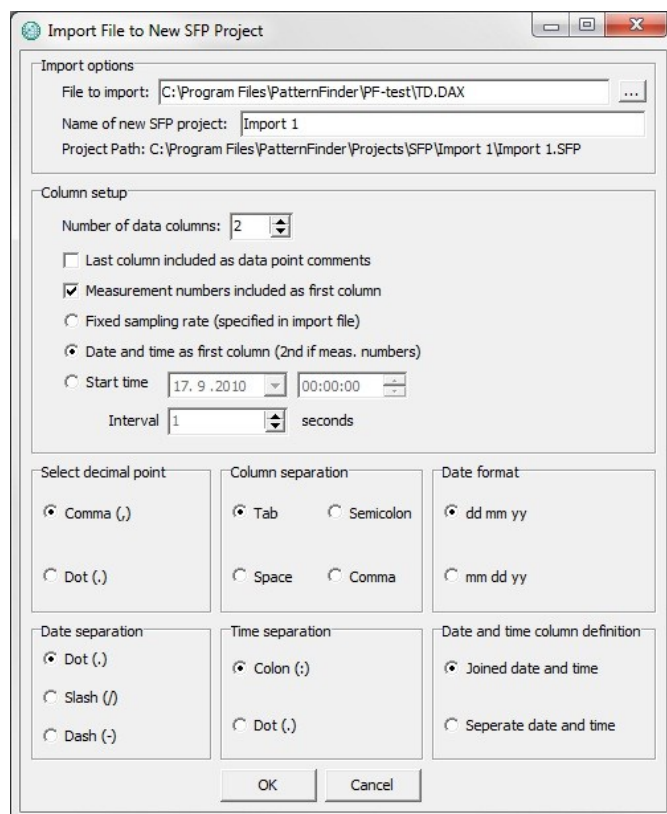 Import File to New SFP Project
Import options
File to import: C:\Program Files\PatternFinder\PF-test\TD.DAX ...
Name of new SFP project: Import 1
Project Path: C:\Program Files\PatternFinder\Projects\SFP\Import 1\Import 1.SFP
Column setup
Number of data columns: 2
Last column included as data point comments
Measurement numbers included as first column
Fixed sampling rate (specified in import file)
Date and time as first column (2nd if meas. numbers)
Start time 17. 9 .2010 00:00:00
Interval 1 seconds
Select decimal point
Comma (,)
Dot (.)
Column separation
Tab Semicolon
Space Comma
Date format
dd mm yy
mm dd yy
Date separation
Dot (.)
Slash (/)
Dash (-)
Time separation
Colon (:)
Dot (.)
Date and time column definition
Joined date and time
Seperate date and time
OK Cancel